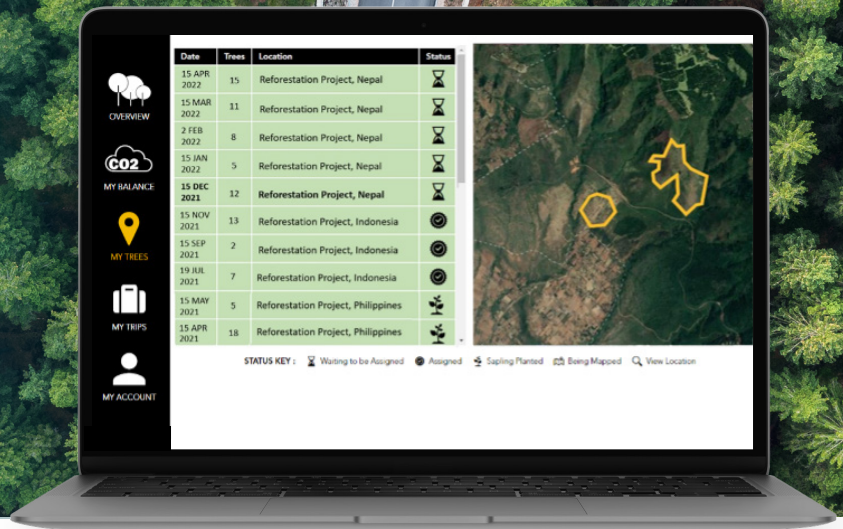 Date Trees Location Status
15 APR 2022 15 Reforestation Project, Nepal
15 MAR 2022 11 Reforestation Project, Nepal
2 FEB 2022 8 Reforestation Project, Nepal
15 JAN 2022 5 Reforestation Project, Nepal
15 DEC 2021 12 Reforestation Project, Nepal
15 NOV 2021 13 Reforestation Project, Indonesia
15 SEP 2021 2 Reforestation Project, Indonesia
19 JUL 2021 7 Reforestation Project, Indonesia
15 MAY 2021 5 Reforestation Project, Philippines
15 APR 2021 18 Reforestation Project, Philippines
OVERVIEW
CO2
MY BALANCE
MY TREES
MY TRIPS
MY ACCOUNT
STATUS KEY : Waiting to be Assigned Assigned Sapling Planted Being Mapped View Location